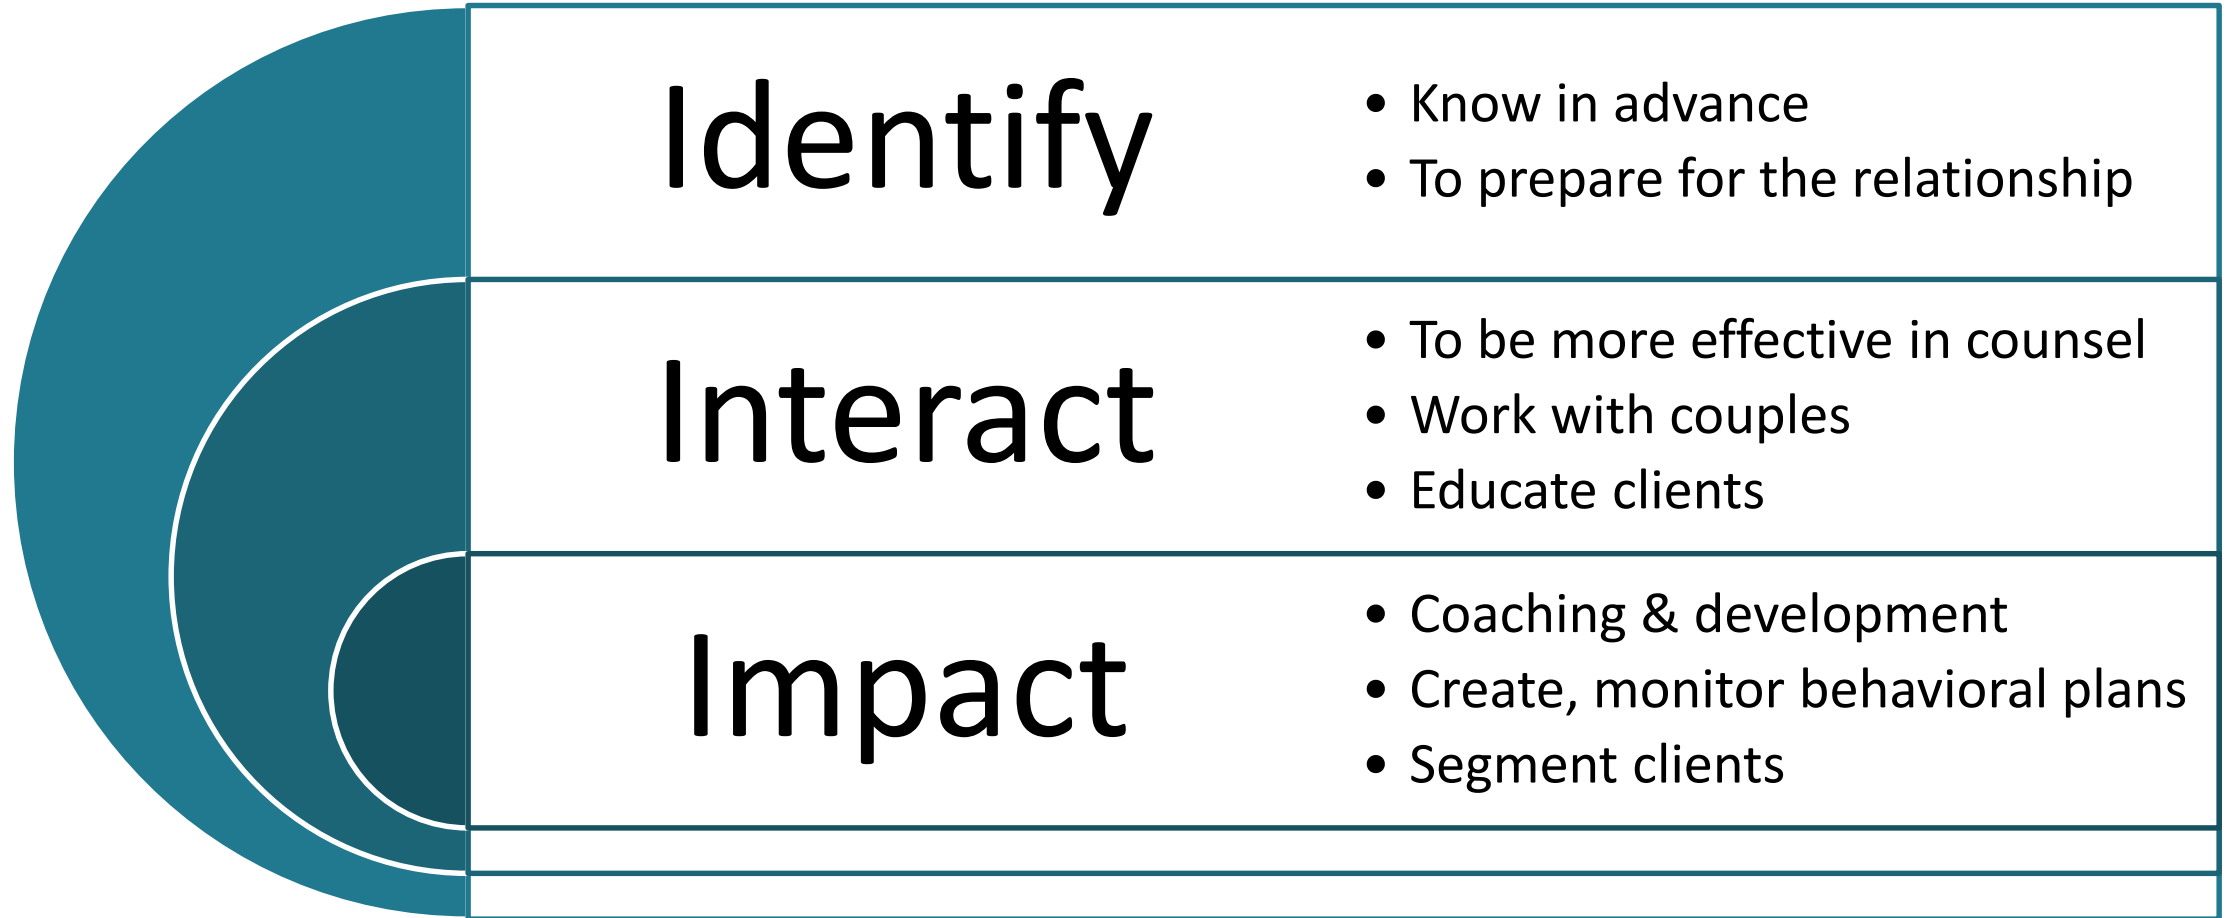 Identify
• Know in advance
• To prepare for the relationship
Interact
• To be more effective in counsel
• Work with couples
• Educate clients
Impact
• Coaching & development
• Create, monitor behavioral plans
• Segment clients